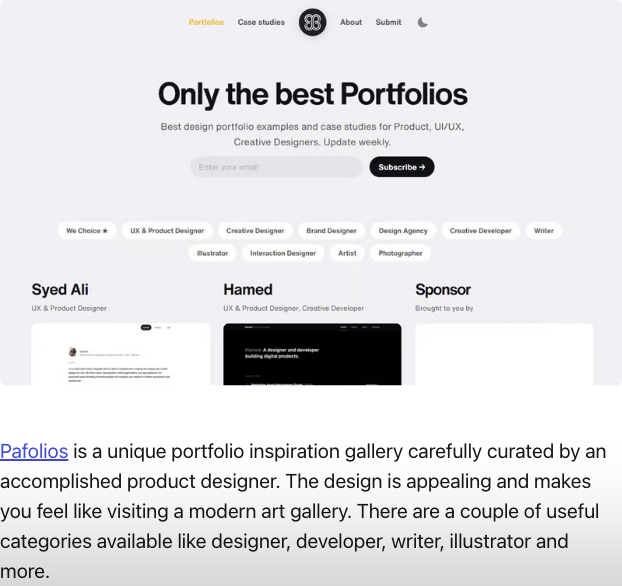 Portfolios Case studies About Submit
Only the best Portfolios
Best design portfolio examples and case studies for Product, UI/UX,
Creative Designers. Update weekly.
Enter your email Subscribe →
We Choice ★ UX & Product Designer Creative Designer Brand Designer Design Agency Creative Developer Writer
Illustrator Interaction Designer Artist Photographer
Syed Ali Hamed Sponsor
UX & Product Designer UX & Product Designer, Creative Developer Brought to you by
Hamed A designer and developer
building digital products.
Pafolios is a unique portfolio inspiration gallery carefully curated by an
accomplished product designer. The design is appealing and makes
you feel like visiting a modern art gallery. There are a couple of useful
categories available like designer, developer, writer, illustrator and
more.